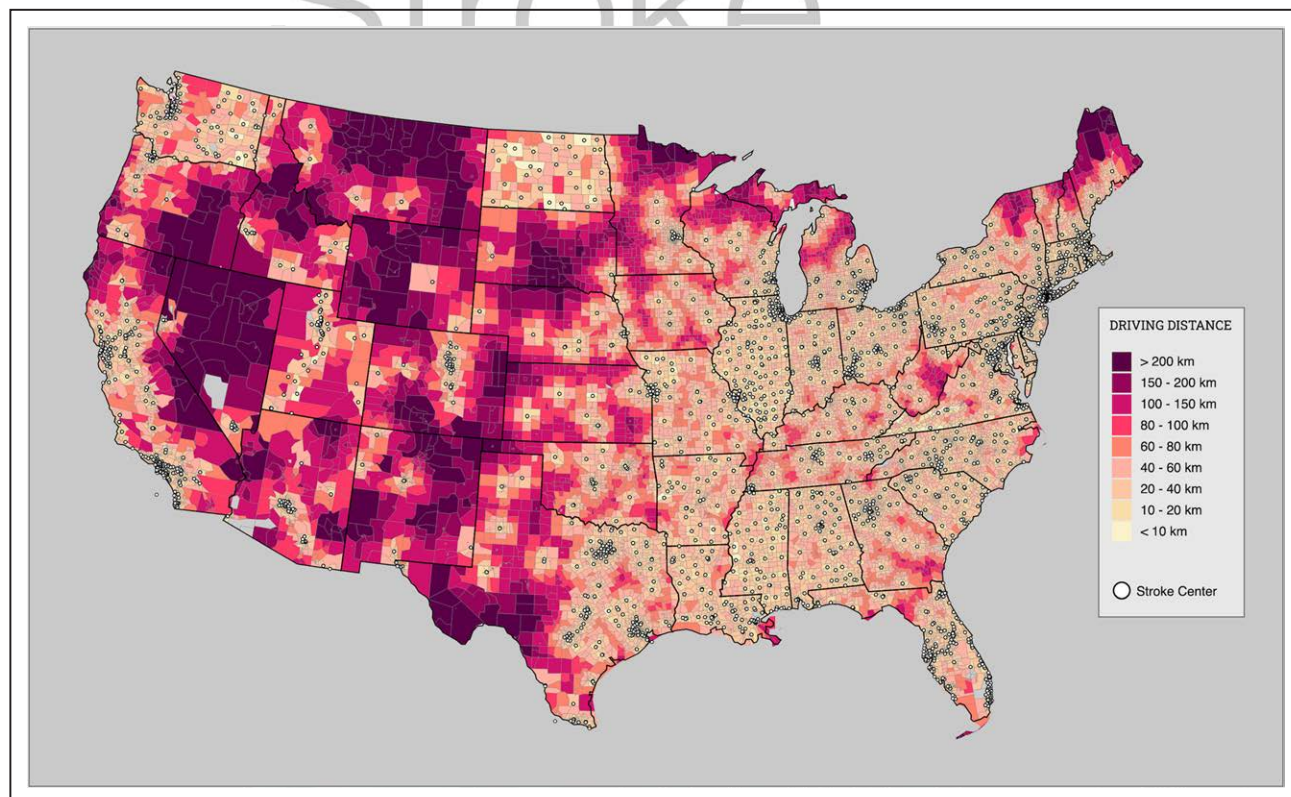 Stroke
DRIVING DISTANCE
> 200 km
150 - 200 km
100 - 150 km
80 - 100 km
60 - 80 km
40 - 60 km
20 - 40 km
10 - 20 km
< 10 km
Stroke Center